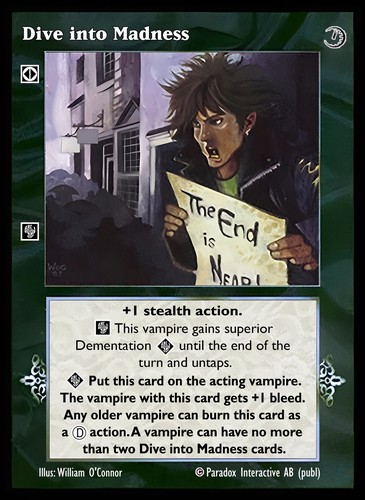 Dive into Madness
The End
is
Near!
+1 stealth action.
This vampire gains superior
Dementation until the end of the
turn and untaps.
Put this card on the acting vampire.
The vampire with this card gets +1 bleed.
Any older vampire can burn this card as
a Ⓓ action. A vampire can have no more
than two Dive into Madness cards.
Illus: William O'Connor © Paradox Interactive AB (publ)